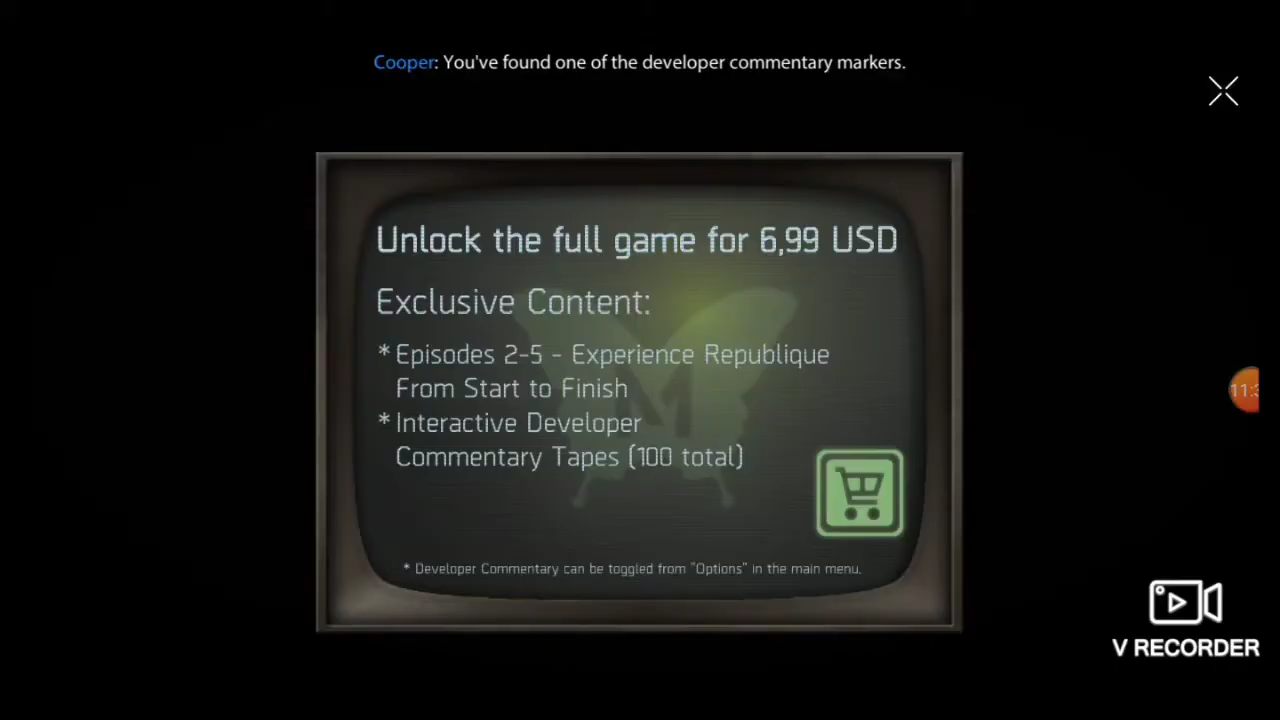 Cooper: You've found one of the developer commentary markers.
Unlock the full game for 6,99 USD
Exclusive Content:
* Episodes 2-5 - Experience Republique
From Start to Finish
* Interactive Developer
Commentary Tapes (100 total)
* Developer Commentary can be toggled from "Options" in the main menu.
V RECORDER